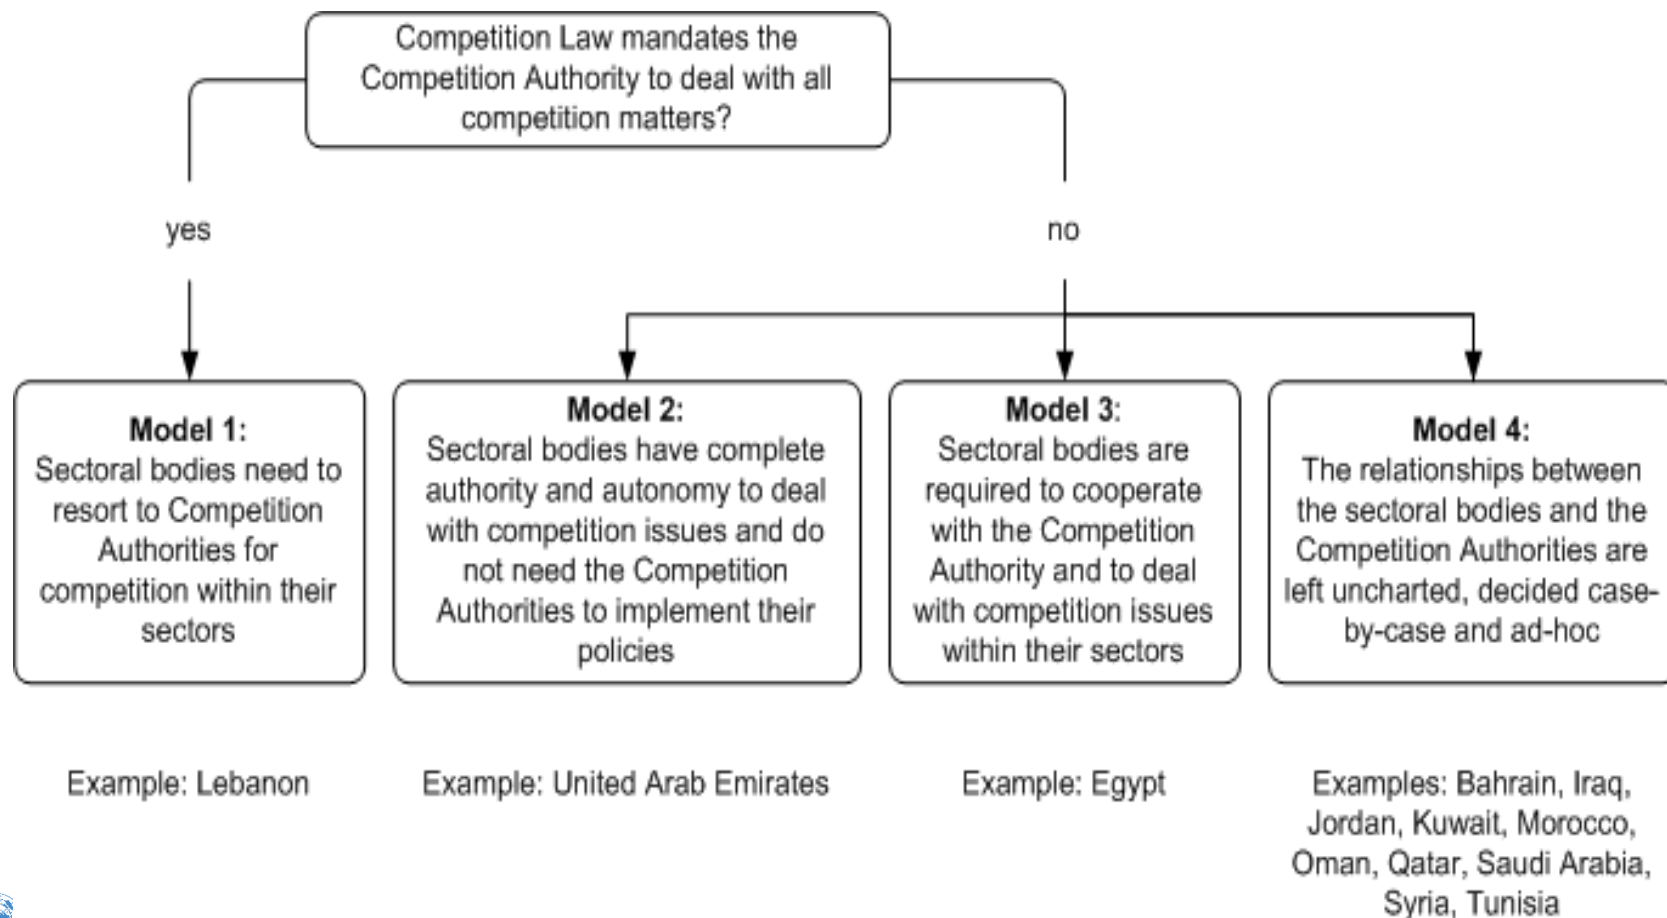 Competition Law mandates the
Competition Authority to deal with all
competition matters?
yes
no
Model 1:
Sectoral bodies need to
resort to Competition
Authorities for
competition within their
sectors
Model 2:
Sectoral bodies have complete
authority and autonomy to deal
with competition issues and do
not need the Competition
Authorities to implement their
policies
Model 3:
Sectoral bodies are
required to cooperate
with the Competition
Authority and to deal
with competition issues
within their sectors
Model 4:
The relationships between
the sectoral bodies and the
Competition Authorities are
left uncharted, decided case-
by-case and ad-hoc
Example: Lebanon
Example: United Arab Emirates
Example: Egypt
Examples: Bahrain, Iraq,
Jordan, Kuwait, Morocco,
Oman, Qatar, Saudi Arabia,
Syria, Tunisia